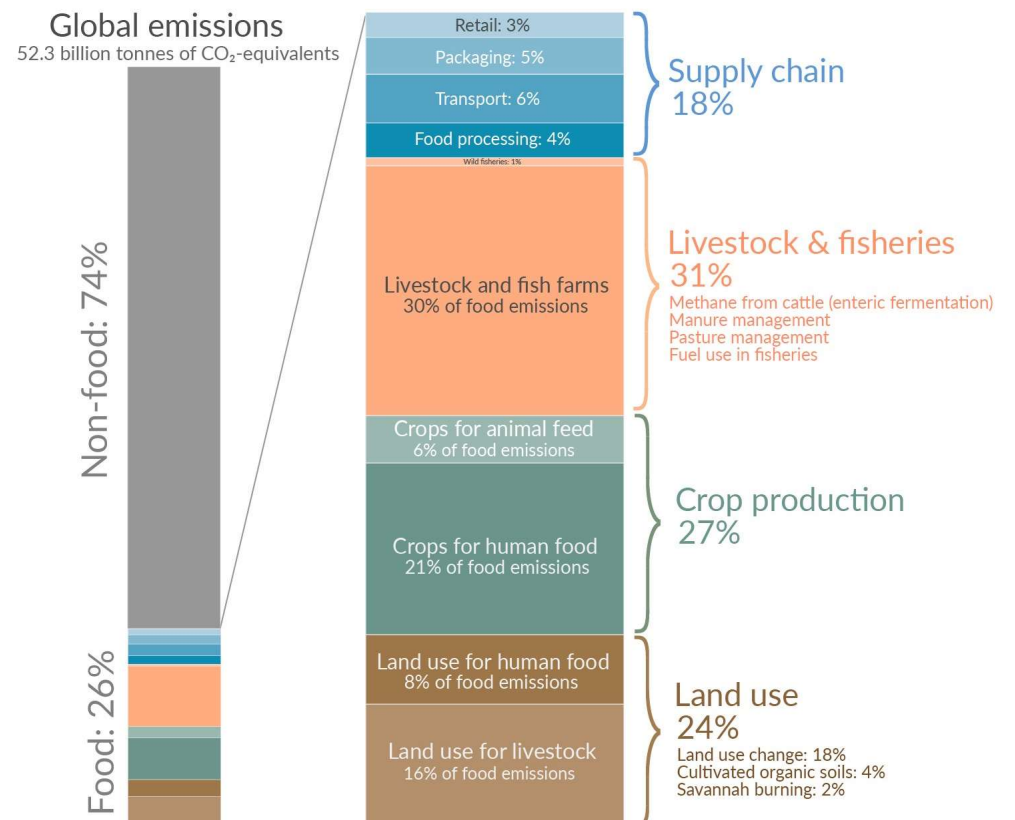 Global emissions
52.3 billion tonnes of CO₂-equivalents
Non-food: 74%
Food: 26%
Retail: 3%
Packaging: 5%
Transport: 6%
Food processing: 4%
Wild fisheries: 1%
Livestock and fish farms
30% of food emissions
Crops for animal feed
6% of food emissions
Crops for human food
21% of food emissions
Land use for human food
8% of food emissions
Land use for livestock
16% of food emissions
Supply chain
18%
Livestock & fisheries
31%
Methane from cattle (enteric fermentation)
Manure management
Pasture management
Fuel use in fisheries
Crop production
27%
Land use
24%
Land use change: 18%
Cultivated organic soils: 4%
Savannah burning: 2%